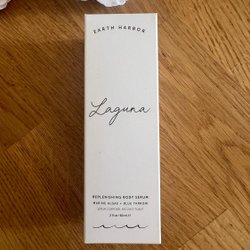 EARTH HARBOR
Laguna
REPLENISHING BODY SERUM
MARINE ALGAE + BLUE TANSY